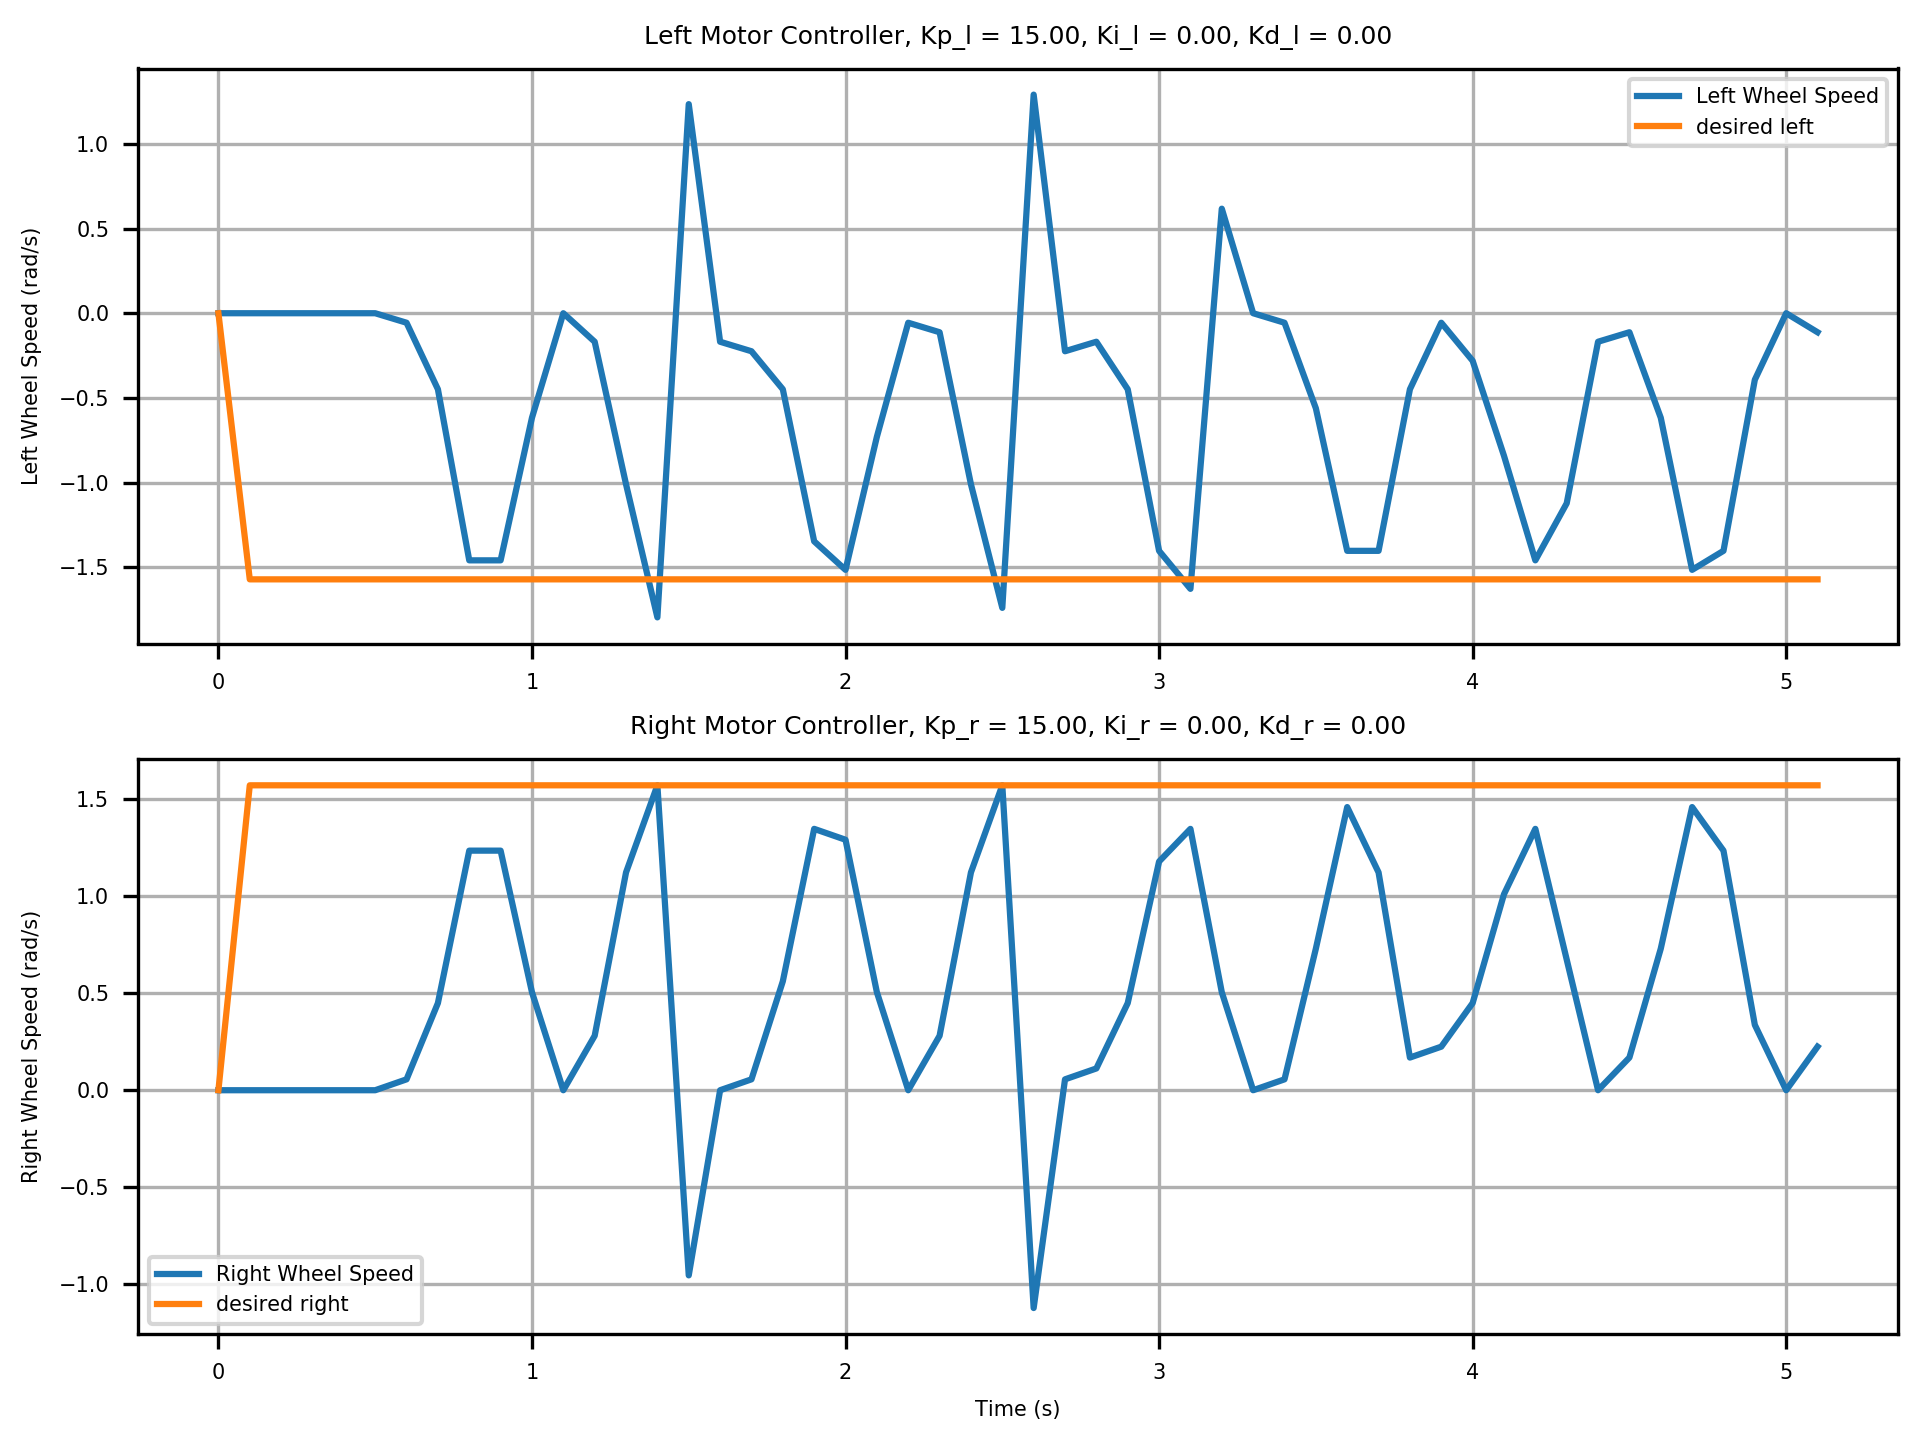 Left Motor Controller, Kp_l = 15.00, Ki_l = 0.00, Kd_l = 0.00
Left Wheel Speed (rad/s)
1.0
0.5
0.0
−0.5
−1.0
−1.5
Left Wheel Speed
desired left
0 1 2 3 4 5
Right Motor Controller, Kp_r = 15.00, Ki_r = 0.00, Kd_r = 0.00
Right Wheel Speed (rad/s)
1.5
1.0
0.5
0.0
−0.5
−1.0
Right Wheel Speed
desired right
0 1 2 3 4 5
Time (s)